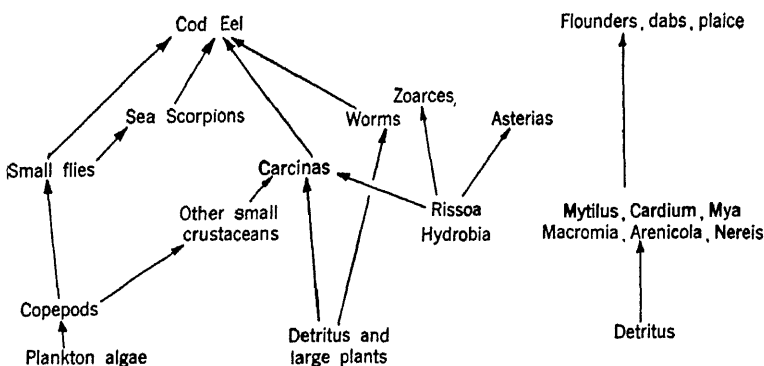 Cod Eel
Flounders, dabs, plaice
Zoarces,
Sea Scorpions
Worms
Asterias
Small flies
Carcinas
Other small
crustaceans
Rissoa
Hydrobia
Mytilus, Cardium, Mya
Macromia, Arenicola, Nereis
Copepods
Detritus and
large plants
Detritus
Plankton algae